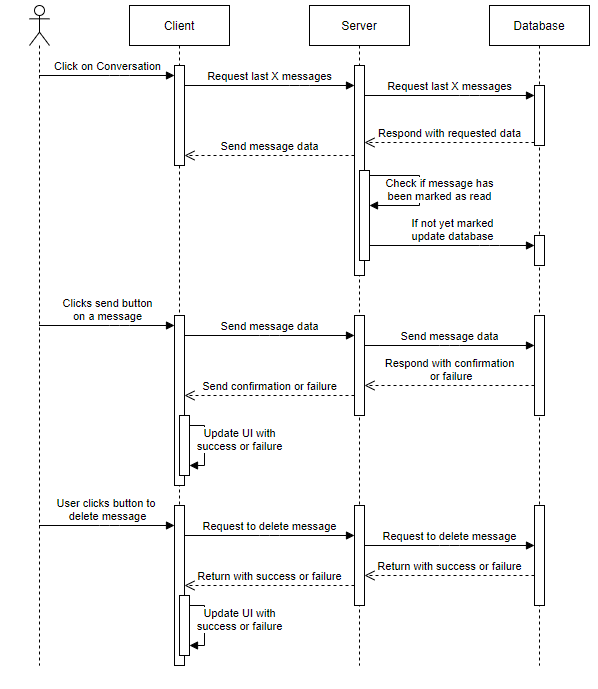 Client
Server
Database
Click on Conversation
Request last X messages
Request last X messages
Respond with requested data
Send message data
Check if message has
been marked as read
If not yet marked
update database
Clicks send button
on a message
Send message data
Send message data
Respond with confirmation
or failure
Send confirmation or failure
Update UI with
success or failure
User clicks button to
delete message
Request to delete message
Request to delete message
Return with success or failure
Return with success or failure
Update UI with
success or failure